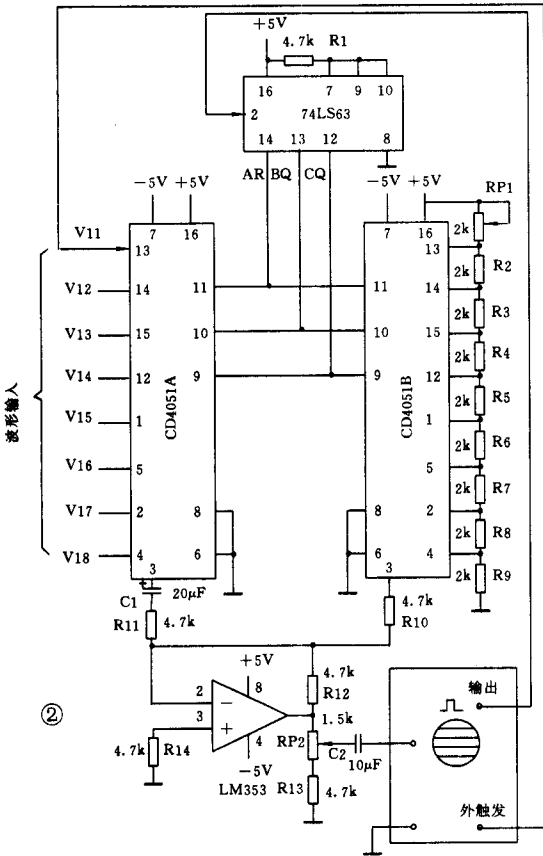 +5V
4.7k R1
16 7 9 10
2 74LS63
14 13 12 8
AR BQ CQ
-5V +5V
-5V +5V
RP1
V11
7 16
7 16
2k
13
13
V12 14 11
11 14
2k R2
V13 15 10
10 15
2k R3
V14 12 9
9 12
2k R4
波形输入
CD4051A
CD4051B
V15 1
1
2k R5
V16 5
5
2k R6
V17 2 8
8 2
2k R7
V18 4 6
6 4
2k R8
3
3
2k R9
C1 20μF
R11 4.7k
4.7k
R10
+5V
4.7k
R12
2 - 8
3 + 4
1.5k
RP2
C2
10μF
4.7k R14
-5V
LM353
R13 4.7k
输出
外触发
②